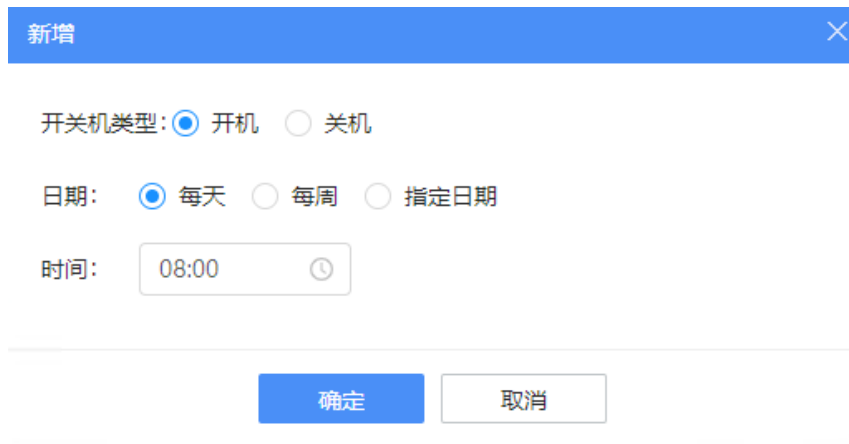 新增
开关机类型: 开机 关机
日期: 每天 每周 指定日期
时间: 08:00
确定 取消